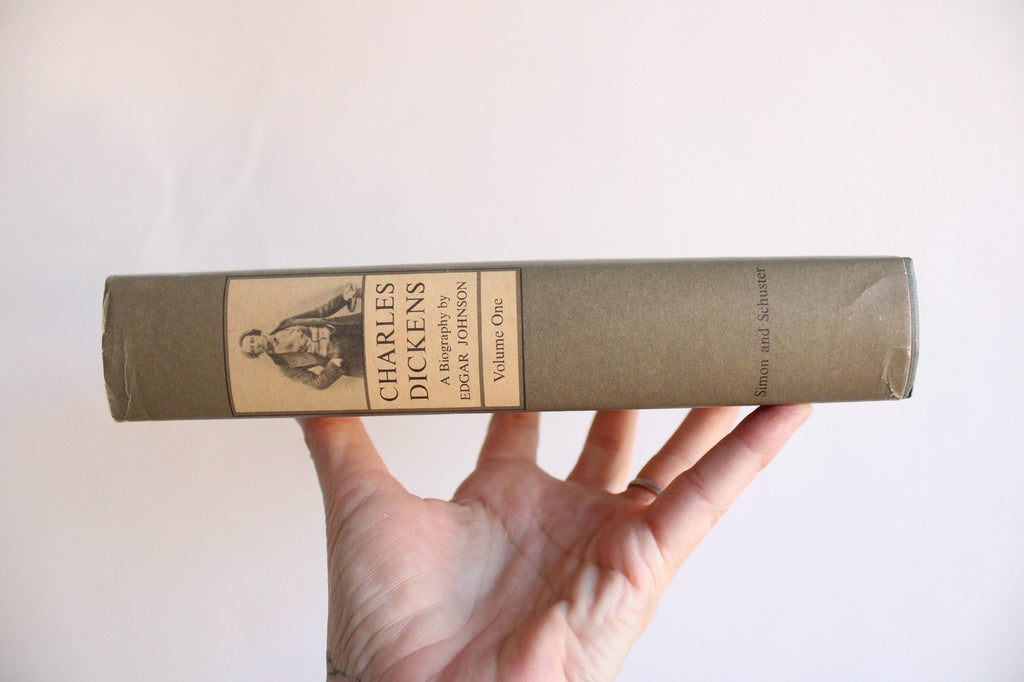 CHARLES
DICKENS
A Biography by
EDGAR JOHNSON
Volume One
Simon and Schuster